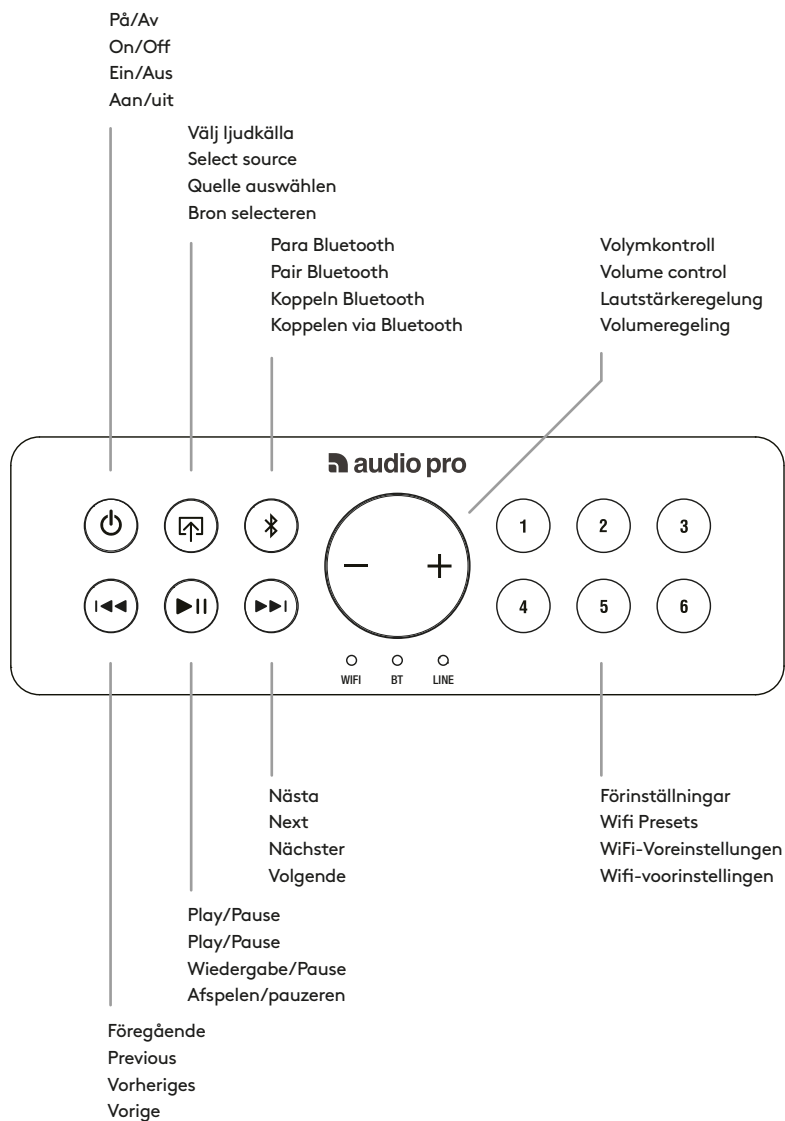 På/Av
On/Off
Ein/Aus
Aan/uit
Välj ljudkälla
Select source
Quelle auswählen
Bron selecteren
Para Bluetooth
Pair Bluetooth
Koppeln Bluetooth
Koppelen via Bluetooth
Volymkontroll
Volume control
Lautstärkeregelung
Volumeregeling
audio pro
1 2 3
4 5 6
WIFI BT LINE
Nästa
Next
Nächster
Volgende
Förinställningar
Wifi Presets
WiFi-Voreinstellungen
Wifi-voorinstellingen
Play/Pause
Play/Pause
Wiedergabe/Pause
Afspelen/pauzeren
Föregående
Previous
Vorheriges
Vorige